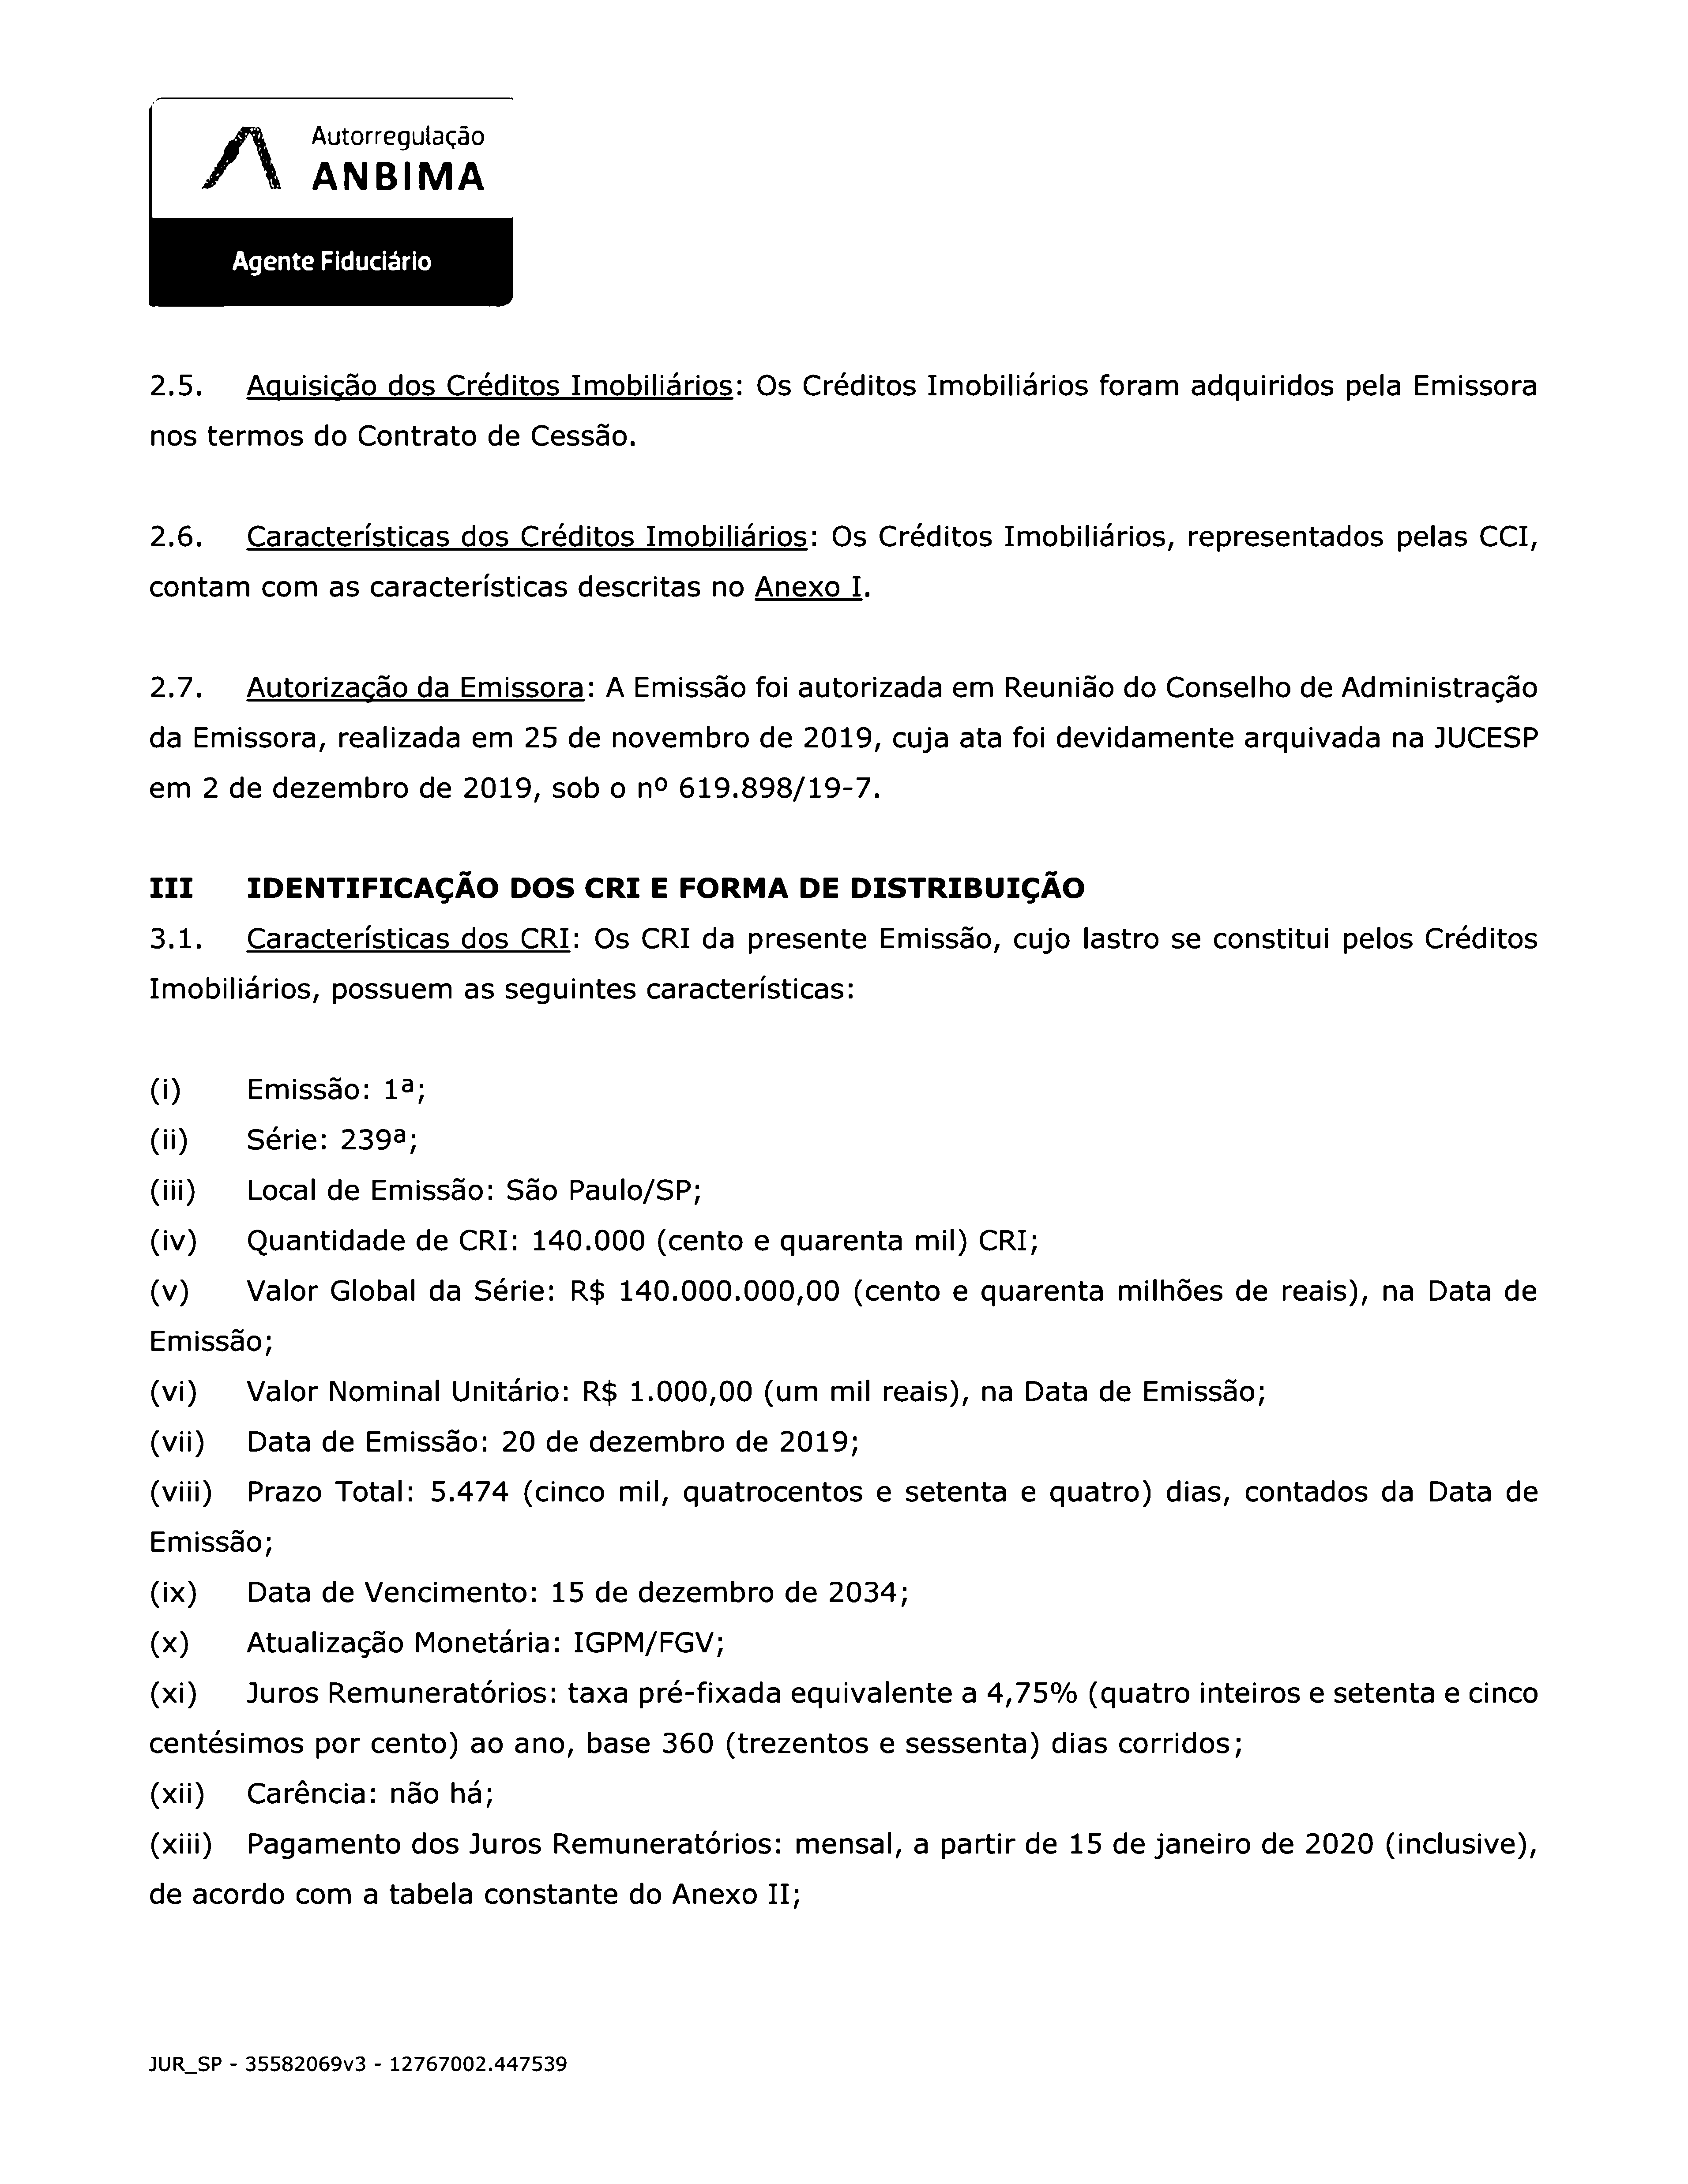 Autorregulação
ANBIMA
Agente Fiduciário
2.5. Aquisição dos Créditos Imobiliários: Os Créditos Imobiliários foram adquiridos pela Emissora
nos termos do Contrato de Cessão.
2.6. Características dos Créditos Imobiliários: Os Créditos Imobiliários, representados pelas CCI,
contam com as características descritas no Anexo I.
2.7. Autorização da Emissora: A Emissão foi autorizada em Reunião do Conselho de Administração
da Emissora, realizada em 25 de novembro de 2019, cuja ata foi devidamente arquivada na JUCESP
em 2 de dezembro de 2019, sob o nº 619.898/19-7.
III IDENTIFICAÇÃO DOS CRI E FORMA DE DISTRIBUIÇÃO
3.1. Características dos CRI: Os CRI da presente Emissão, cujo lastro se constitui pelos Créditos
Imobiliários, possuem as seguintes características:
(i) Emissão: 1ª;
(ii) Série: 239ª;
(iii) Local de Emissão: São Paulo/SP;
(iv) Quantidade de CRI: 140.000 (cento e quarenta mil) CRI;
(v) Valor Global da Série: R$ 140.000.000,00 (cento e quarenta milhões de reais), na Data de
Emissão;
(vi) Valor Nominal Unitário: R$ 1.000,00 (um mil reais), na Data de Emissão;
(vii) Data de Emissão: 20 de dezembro de 2019;
(viii) Prazo Total: 5.474 (cinco mil, quatrocentos e setenta e quatro) dias, contados da Data de
Emissão;
(ix) Data de Vencimento: 15 de dezembro de 2034;
(x) Atualização Monetária: IGPM/FGV;
(xi) Juros Remuneratórios: taxa pré-fixada equivalente a 4,75% (quatro inteiros e setenta e cinco
centésimos por cento) ao ano, base 360 (trezentos e sessenta) dias corridos;
(xii) Carência: não há;
(xiii) Pagamento dos Juros Remuneratórios: mensal, a partir de 15 de janeiro de 2020 (inclusive),
de acordo com a tabela constante do Anexo II;
JUR_SP - 35582069v3 - 12767002.447539